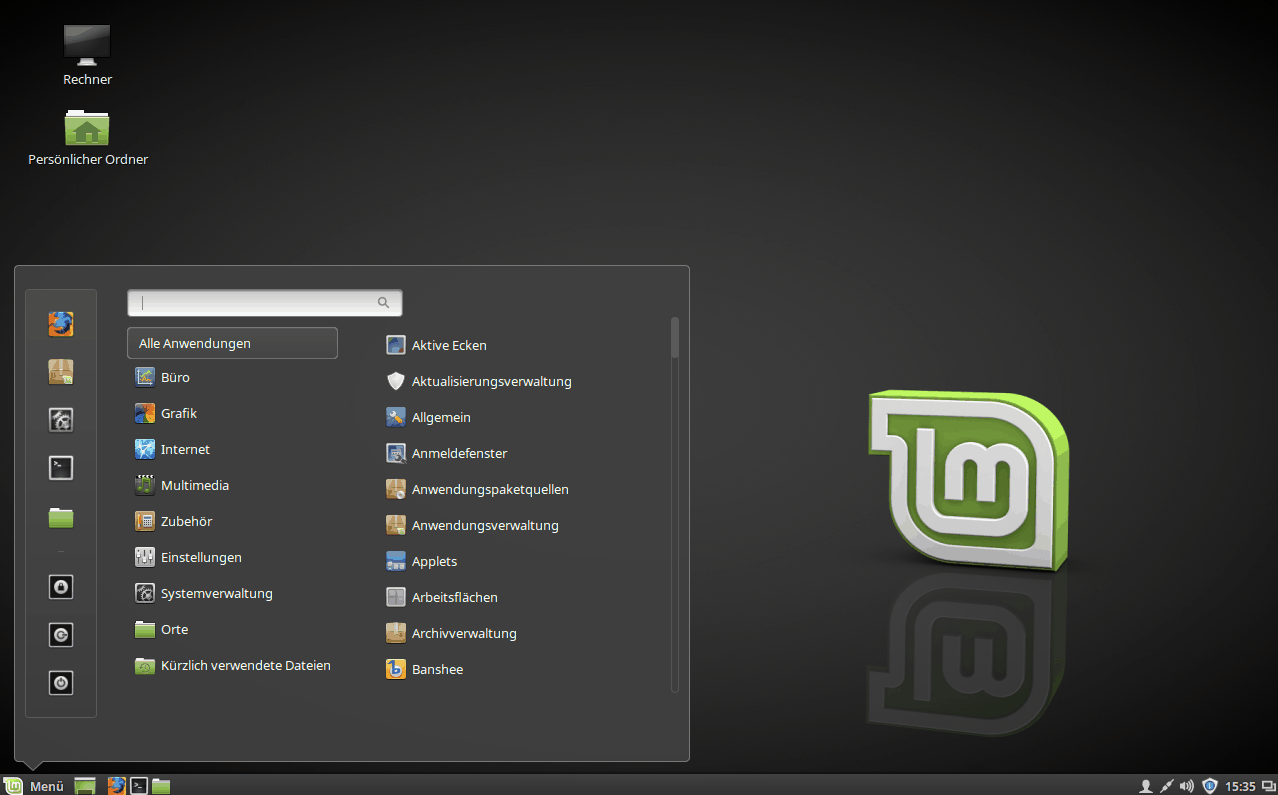 Rechner
Persönlicher Ordner
Alle Anwendungen
Büro
Grafik
Internet
Multimedia
Zubehör
Einstellungen
Systemverwaltung
Orte
Kürzlich verwendete Dateien
Aktive Ecken
Aktualisierungsverwaltung
Allgemein
Anmeldefenster
Anwendungspaketquellen
Anwendungsverwaltung
Applets
Arbeitsflächen
Archivverwaltung
Banshee
Menü
15:35